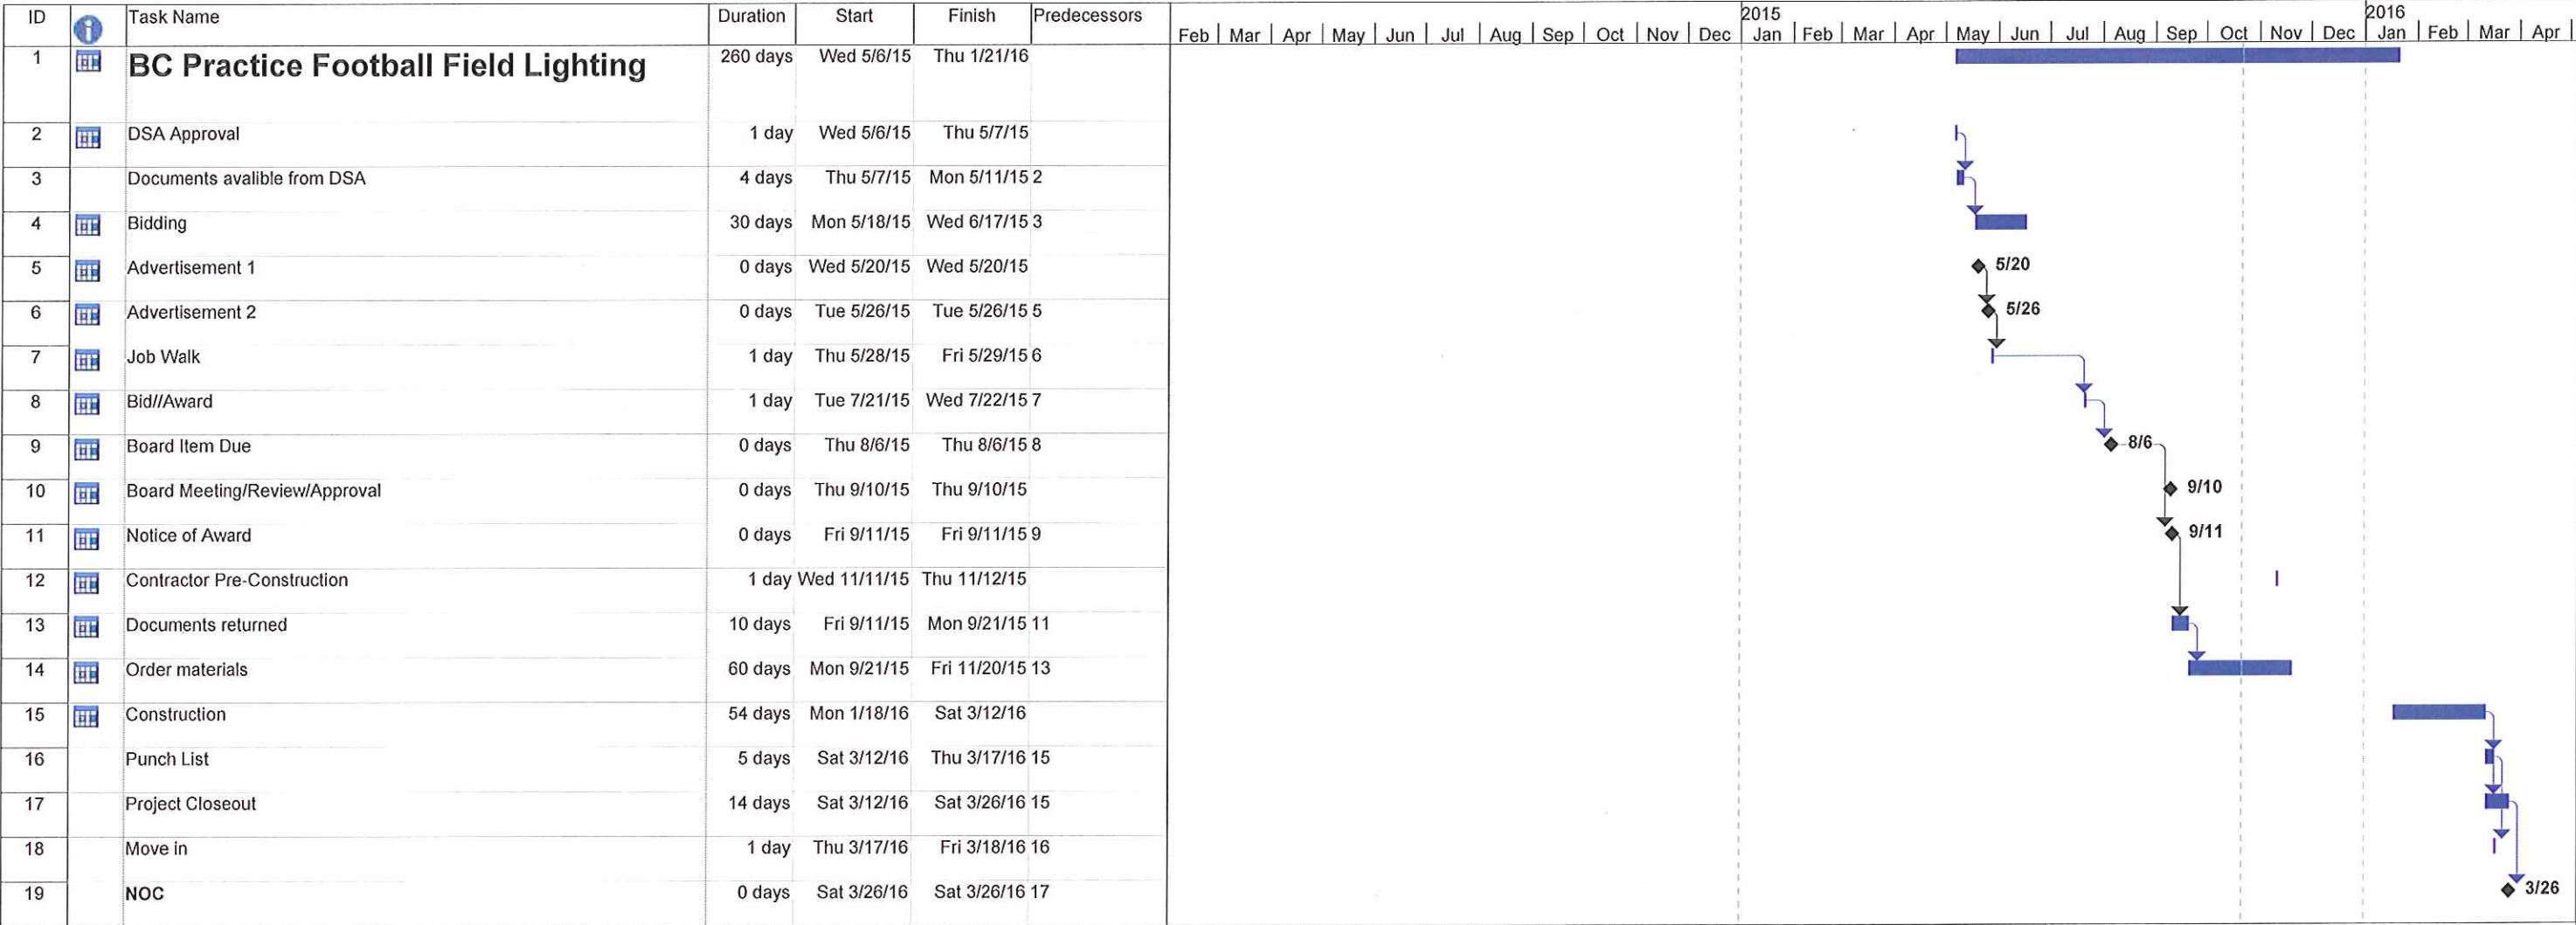 ID Task Name Duration Start Finish Predecessors
2015 2016
Feb Mar Apr May Jun Jul Aug Sep Oct Nov Dec Jan Feb Mar Apr May Jun Jul Aug Sep Oct Nov Dec Jan Feb Mar Apr
1 BC Practice Football Field Lighting 260 days Wed 5/6/15 Thu 1/21/16
2 DSA Approval 1 day Wed 5/6/15 Thu 5/7/15
3 Documents avalible from DSA 4 days Thu 5/7/15 Mon 5/11/15 2
4 Bidding 30 days Mon 5/18/15 Wed 6/17/15 3
5 Advertisement 1 0 days Wed 5/20/15 Wed 5/20/15 5/20
6 Advertisement 2 0 days Tue 5/26/15 Tue 5/26/15 5 5/26
7 Job Walk 1 day Thu 5/28/15 Fri 5/29/15 6
8 Bid//Award 1 day Tue 7/21/15 Wed 7/22/15 7
9 Board Item Due 0 days Thu 8/6/15 Thu 8/6/15 8 8/6
10 Board Meeting/Review/Approval 0 days Thu 9/10/15 Thu 9/10/15 9/10
11 Notice of Award 0 days Fri 9/11/15 Fri 9/11/15 9 9/11
12 Contractor Pre-Construction 1 day Wed 11/11/15 Thu 11/12/15
13 Documents returned 10 days Fri 9/11/15 Mon 9/21/15 11
14 Order materials 60 days Mon 9/21/15 Fri 11/20/15 13
15 Construction 54 days Mon 1/18/16 Sat 3/12/16
16 Punch List 5 days Sat 3/12/16 Thu 3/17/16 15
17 Project Closeout 14 days Sat 3/12/16 Sat 3/26/16 15
18 Move in 1 day Thu 3/17/16 Fri 3/18/16 16
19 NOC 0 days Sat 3/26/16 Sat 3/26/16 17 3/26